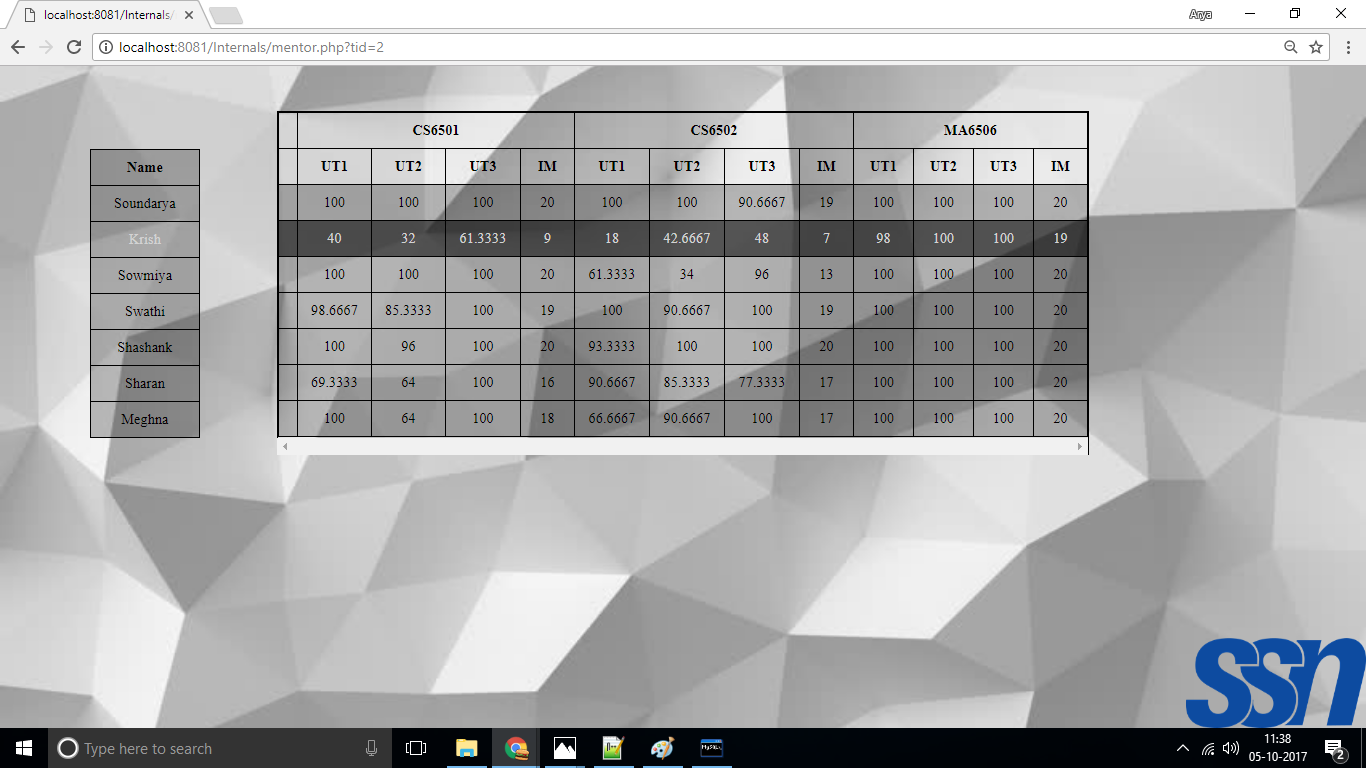 localhost:8081/Internals/
Arya
localhost:8081/Internals/mentor.php?tid=2
CS6501 CS6502 MA6506
Name UT1 UT2 UT3 IM UT1 UT2 UT3 IM UT1 UT2 UT3 IM
Soundarya 100 100 100 20 100 100 90.6667 19 100 100 100 20
Krish 40 32 61.3333 9 18 42.6667 48 7 98 100 100 19
Sowmiya 100 100 100 20 61.3333 34 96 13 100 100 100 20
Swathi 98.6667 85.3333 100 19 100 90.6667 100 19 100 100 100 20
Shashank 100 96 100 20 93.3333 100 100 20 100 100 100 20
Sharan 69.3333 64 100 16 90.6667 85.3333 77.3333 17 100 100 100 20
Meghna 100 64 100 18 66.6667 90.6667 100 17 100 100 100 20
ssn
Type here to search
MySQL
11:38
05-10-2017
2